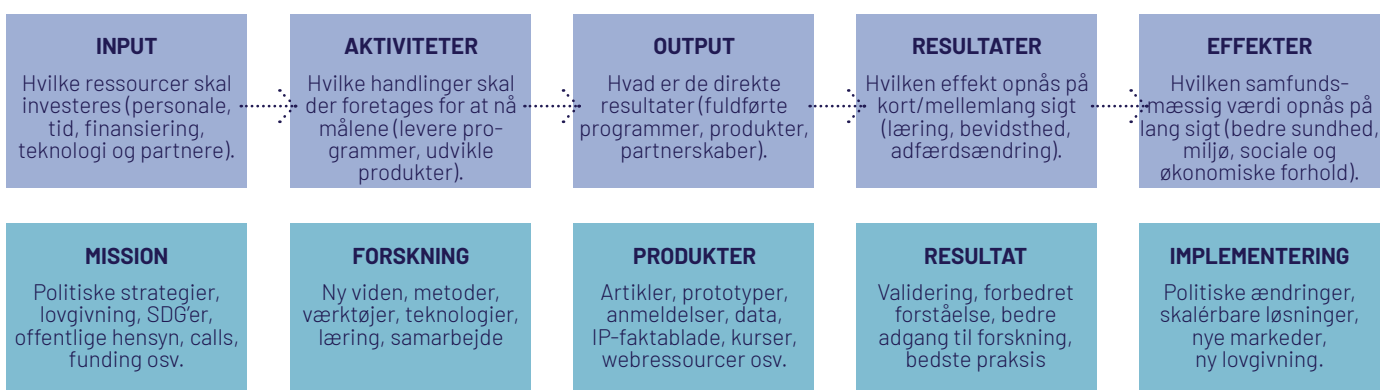 INPUT
Hvilke ressourcer skal
investeres (personale,
tid, finansiering,
teknologi og partnere).
AKTIVITETER
Hvilke handlinger skal
der foretages for at nå
målene (levere pro-
grammer, udvikle
produkter).
OUTPUT
Hvad er de direkte
resultater (fuldførte
programmer, produkter,
partnerskaber).
RESULTATER
Hvilken effekt opnås på
kort/mellemlang sigt
(læring, bevidsthed,
adfærdsændring).
EFFEKTER
Hvilken samfunds-
mæssig værdi opnås på
lang sigt (bedre sundhed,
miljø, sociale og
økonomiske forhold).
MISSION
Politiske strategier,
lovgivning, SDG'er,
offentlige hensyn, calls,
funding osv.
FORSKNING
Ny viden, metoder,
værktøjer, teknologier,
læring, samarbejde
PRODUKTER
Artikler, prototyper,
anmeldelser, data,
IP-faktablade, kurser,
webressourcer osv.
RESULTAT
Validering, forbedret
forståelse, bedre
adgang til forskning,
bedste praksis
IMPLEMENTERING
Politiske ændringer,
skalérbare løsninger,
nye markeder,
ny lovgivning.